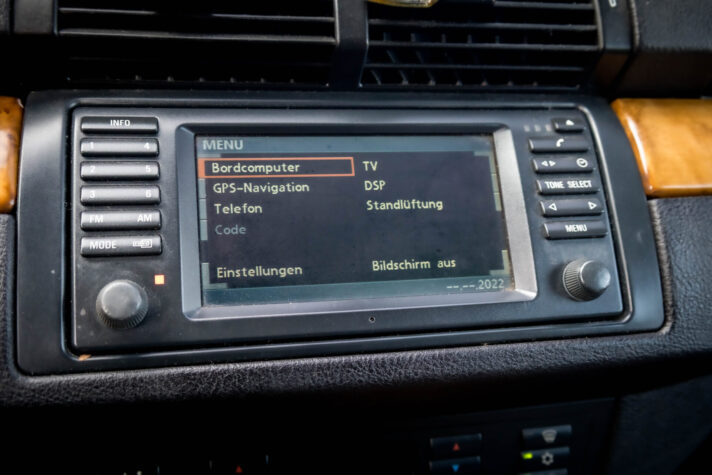 INFO
1 4
2 5
3 6
FM AM
MODE
MENU
Bordcomputer TV
GPS-Navigation DSP
Telefon Standlüftung
Code
Einstellungen Bildschirm aus
--.--.2022
TONE SELECT
MENU